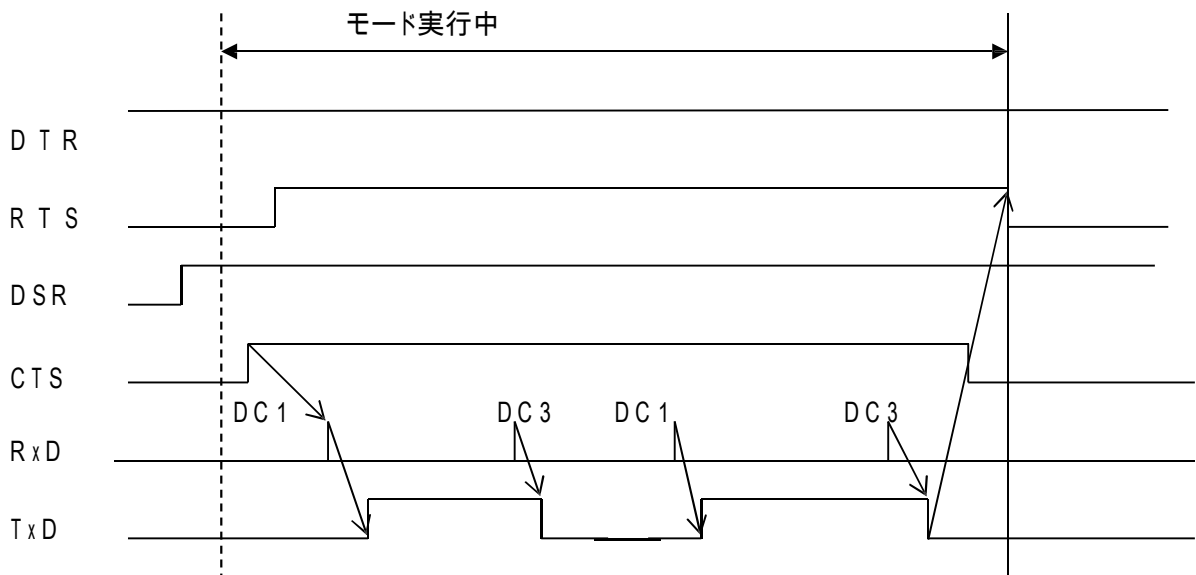 モード実行中
DTR
RTS
DSR
CTS
DC1 DC3 DC1 DC3
RxD
TxD